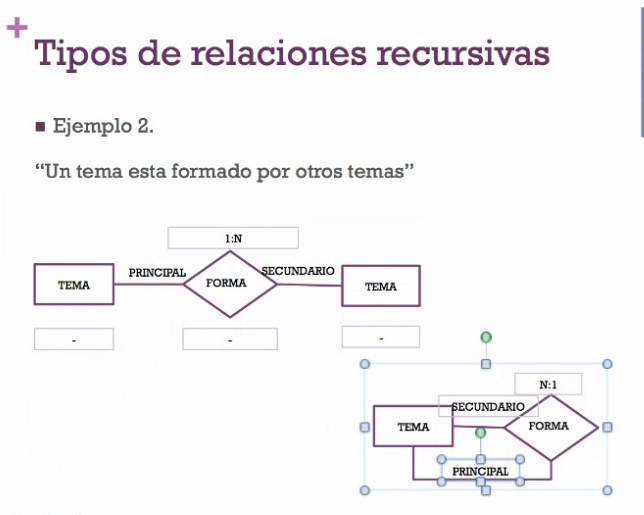 +
Tipos de relaciones recursivas
Ejemplo 2.
“Un tema esta formado por otros temas”
1:N
TEMA PRINCIPAL FORMA SECUNDARIO TEMA
- - -
N:1
SECUNDARIO
TEMA FORMA
PRINCIPAL